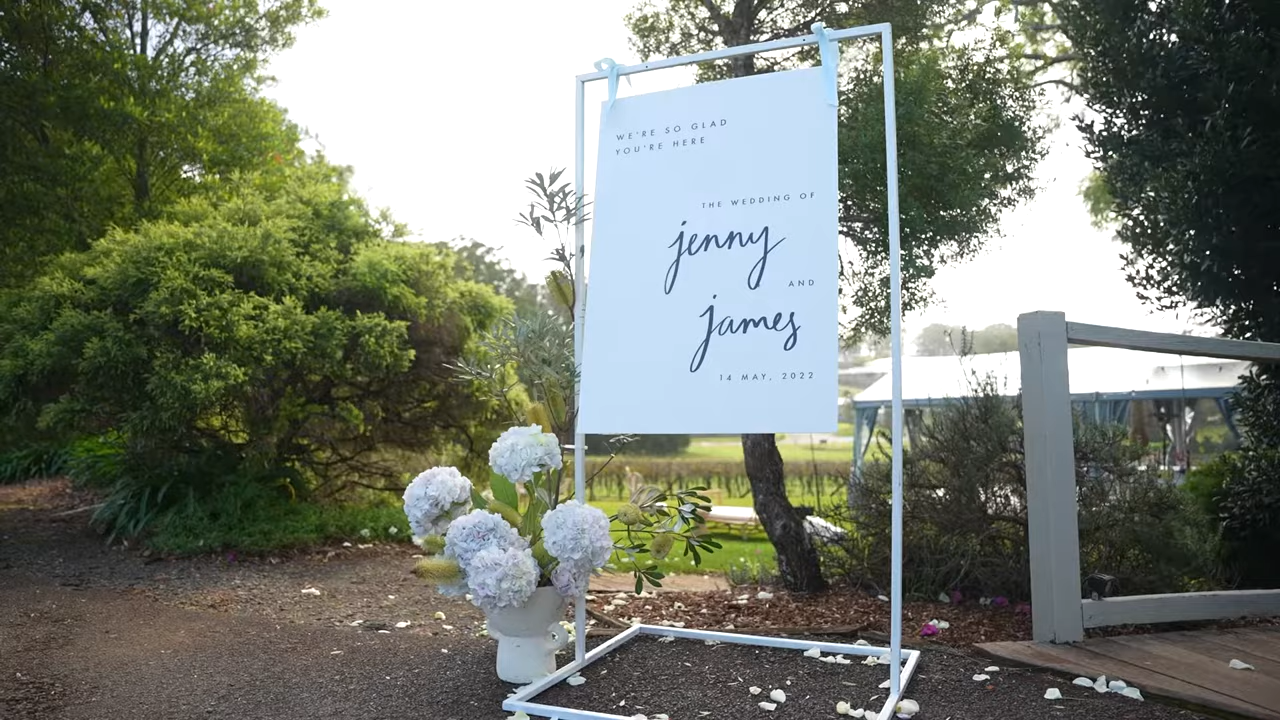 WE'RE SO GLAD
YOU'RE HERE
THE WEDDING OF
jenny
AND
james
14 MAY, 2022